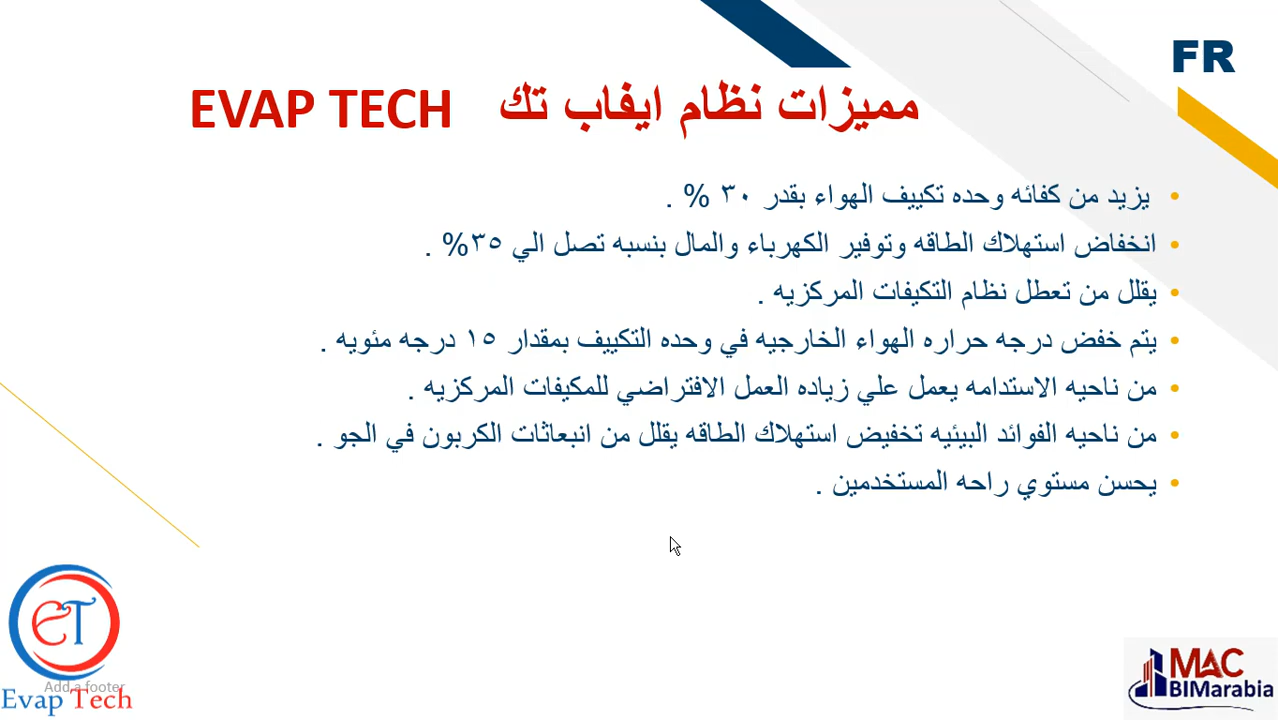 FR
مميزات نظام ايفاب تك EVAP TECH
• يزيد من كفائه وحده تكييف الهواء بقدر ٣٠ % .
• انخفاض استهلاك الطاقه وتوفير الكهرباء والمال بنسبه تصل الي ٣٥% .
• يقلل من تعطل نظام التكيفات المركزيه .
• يتم خفض درجه حراره الهواء الخارجيه في وحده التكييف بمقدار ١٥ درجه مئويه .
• من ناحيه الاستدامه يعمل علي زياده العمل الافتراضي للمكيفات المركزيه .
• من ناحيه الفوائد البيئيه تخفيض استهلاك الطاقه يقلل من انبعاثات الكربون في الجو .
• يحسن مستوي راحه المستخدمين .
ET
Add a footer
Evap Tech
MAC
BIMarabia